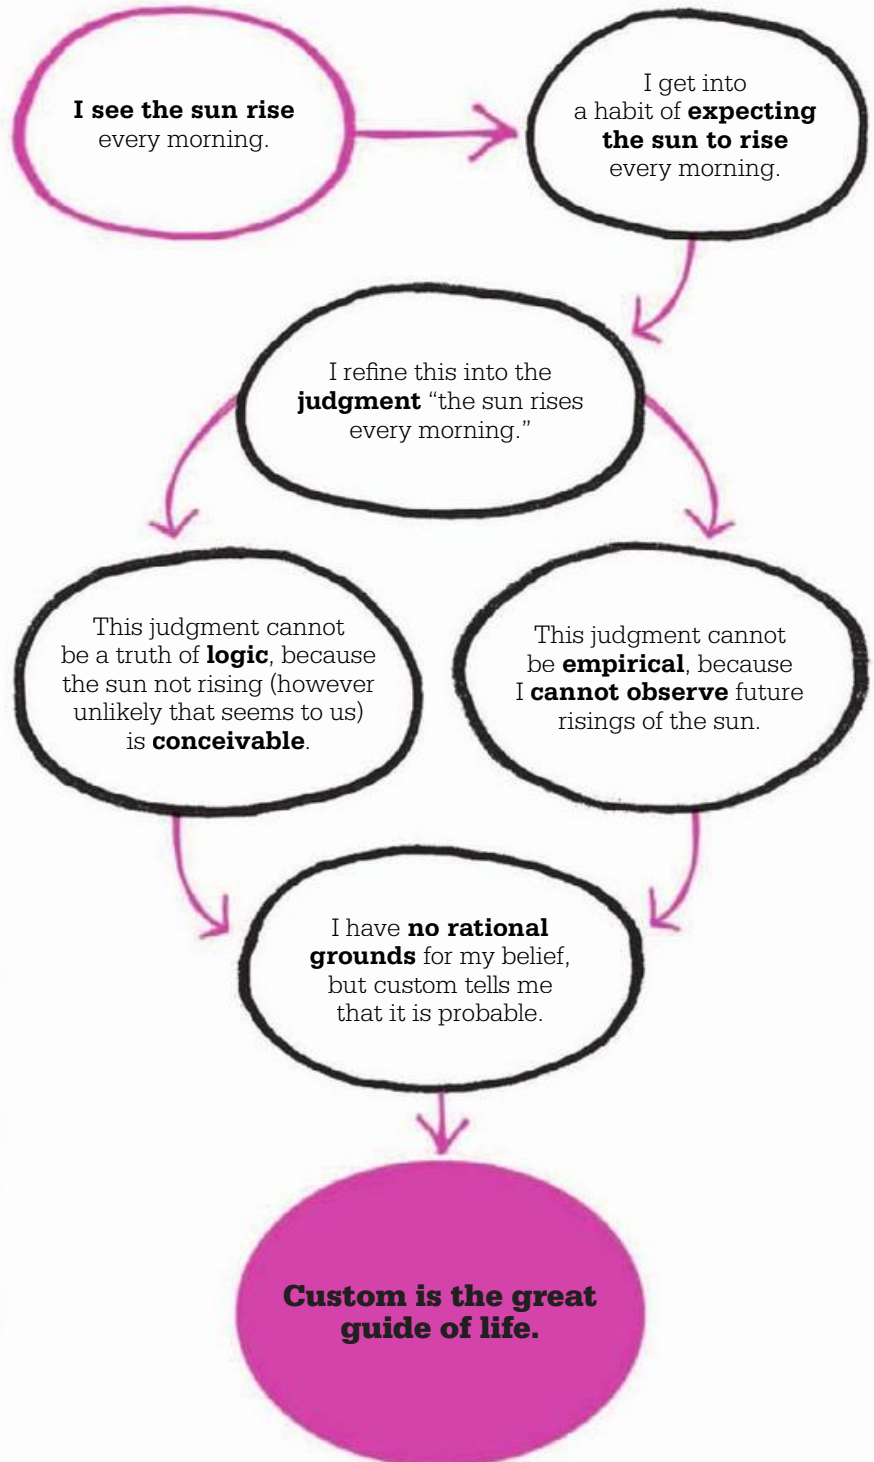 I see the sun rise
every morning.
I get into
a habit of expecting
the sun to rise
every morning.
I refine this into the
judgment “the sun rises
every morning.”
This judgment cannot
be a truth of logic, because
the sun not rising (however
unlikely that seems to us)
is conceivable.
This judgment cannot
be empirical, because
I cannot observe future
risings of the sun.
I have no rational
grounds for my belief,
but custom tells me
that it is probable.
Custom is the great
guide of life.